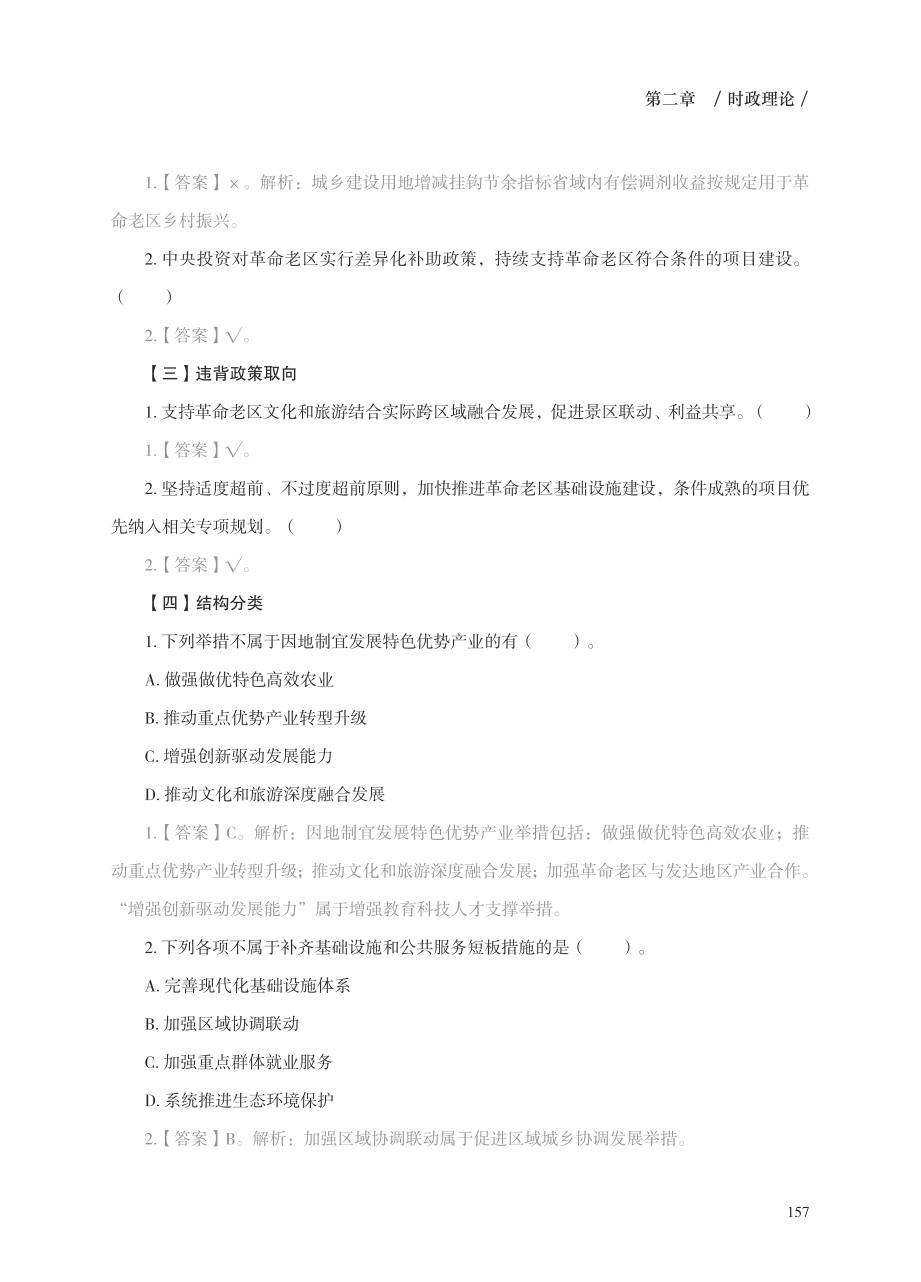 第二章 / 时政理论 /
1.【答案】×。解析：城乡建设用地增减挂钩节余指标省域内有偿调剂收益按规定用于革
命老区乡村振兴。
2. 中央投资对革命老区实行差异化补助政策，持续支持革命老区符合条件的项目建设。
（　　）
2.【答案】√。
【三】违背政策取向
1. 支持革命老区文化和旅游结合实际跨区域融合发展，促进景区联动、利益共享。（　　）
1.【答案】√。
2. 坚持适度超前、不过度超前原则，加快推进革命老区基础设施建设，条件成熟的项目优
先纳入相关专项规划。（　　）
2.【答案】√。
【四】结构分类
1. 下列举措不属于因地制宜发展特色优势产业的有（　　）。
A. 做强做优特色高效农业
B. 推动重点优势产业转型升级
C. 增强创新驱动发展能力
D. 推动文化和旅游深度融合发展
1.【答案】C。解析：因地制宜发展特色优势产业举措包括：做强做优特色高效农业；推
动重点优势产业转型升级；推动文化和旅游深度融合发展；加强革命老区与发达地区产业合作。
“增强创新驱动发展能力”属于增强教育科技人才支撑举措。
2. 下列各项不属于补齐基础设施和公共服务短板措施的是（　　）。
A. 完善现代化基础设施体系
B. 加强区域协调联动
C. 加强重点群体就业服务
D. 系统推进生态环境保护
2.【答案】B。解析：加强区域协调联动属于促进区域城乡协调发展举措。
157